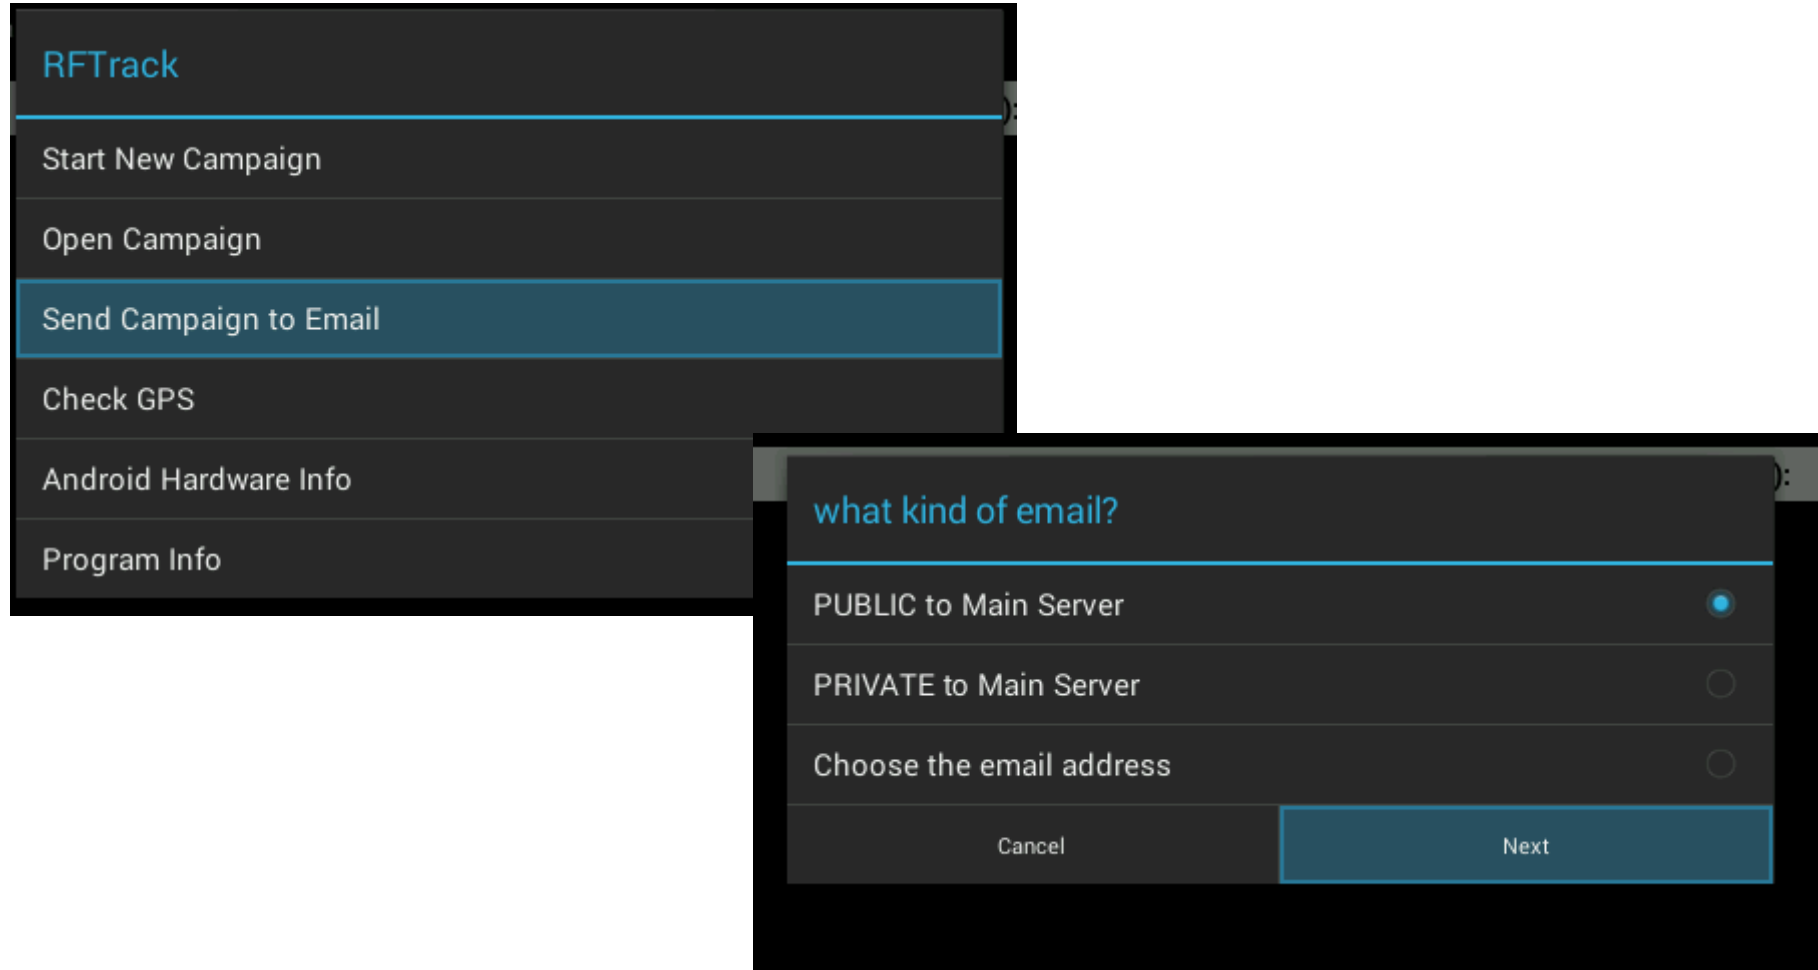 RFTrack
):
Start New Campaign
Open Campaign
Send Campaign to Email
Check GPS
Android Hardware Info
Program Info
):
what kind of email?
PUBLIC to Main Server
PRIVATE to Main Server
Choose the email address
Cancel
Next